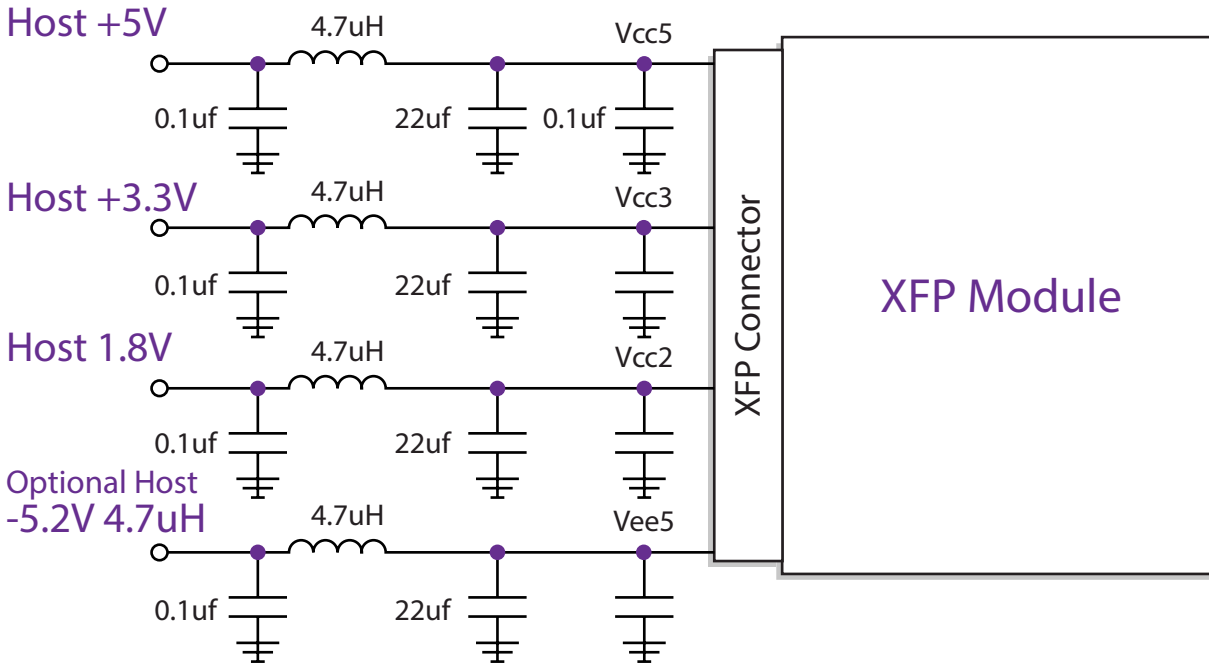 Host +5V
4.7uH
Vcc5
0.1uf
22uf
0.1uf
Host +3.3V
4.7uH
Vcc3
0.1uf
22uf
Host 1.8V
4.7uH
Vcc2
0.1uf
22uf
Optional Host
-5.2V 4.7uH
4.7uH
Vee5
0.1uf
22uf
XFP Connector
XFP Module